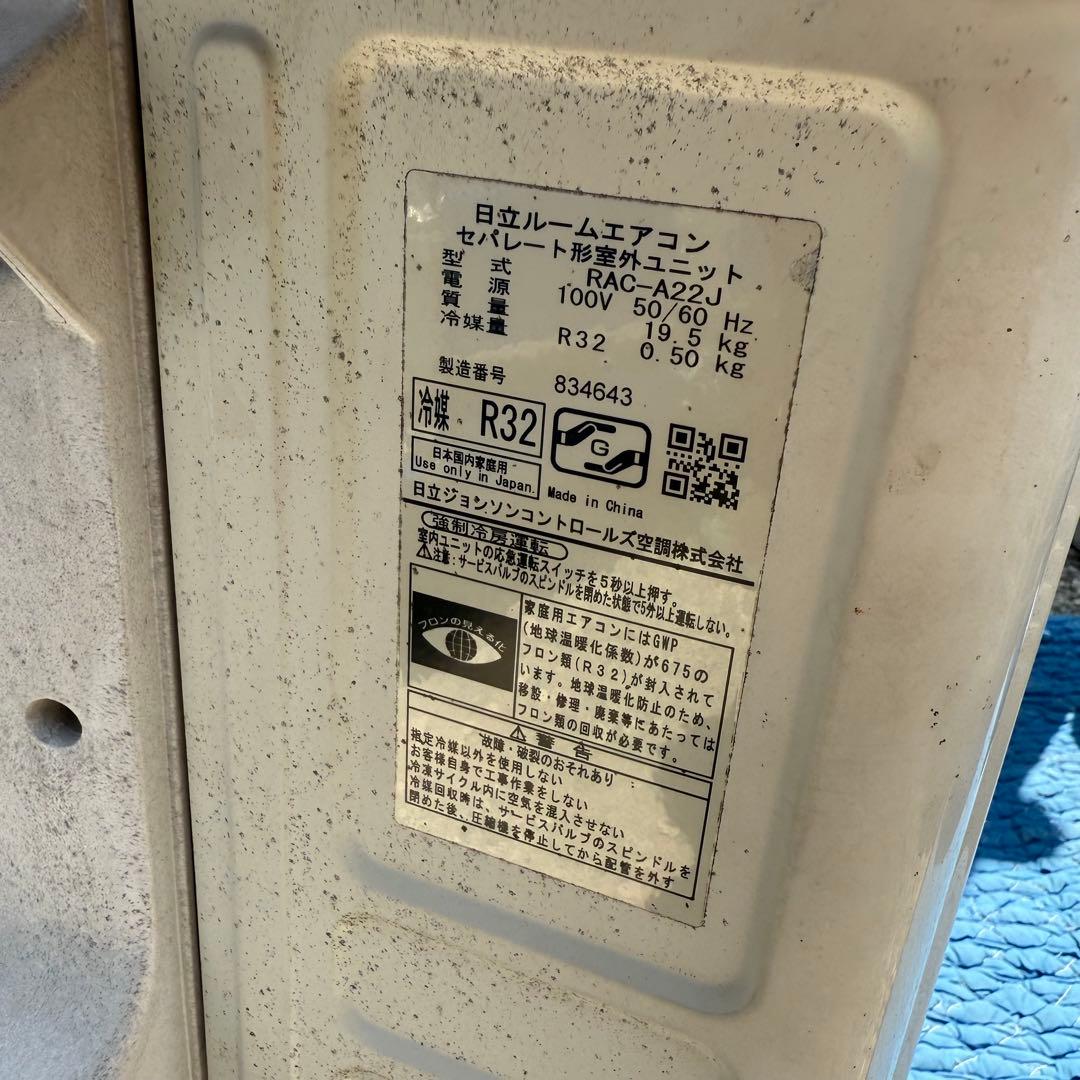 日立ルームエアコン
セパレート形室外ユニット
型式 RAC-A22J
電源 100V 50/60 Hz
質量 19.5 kg
冷媒量 R32 0.50 kg
製造番号 834643
冷媒 R32
G
日本国内家庭用
Use only in Japan.
Made in China
日立ジョンソンコントロールズ空調株式会社
強制冷房運転
室内ユニットの応急運転スイッチを5秒以上押す。
⚠注意:サービスバルブのスピンドルを閉めた状態で5分以上運転しない。
フロンの見える化
家庭用エアコンにはGWP
(地球温暖化係数)が675の
フロン類(R32)が封入されて
います。地球温暖化防止のため、
移設・修理・廃棄等にあたっては
フロン類の回収が必要です。
⚠警告
故障・破裂のおそれあり
指定冷媒以外を使用しない
お客様自身で工事作業をしない
冷凍サイクル内に空気を混入させない
冷媒回収時は、サービスバルブのスピンドルを
閉めた後、圧縮機を停止してから配管を外す